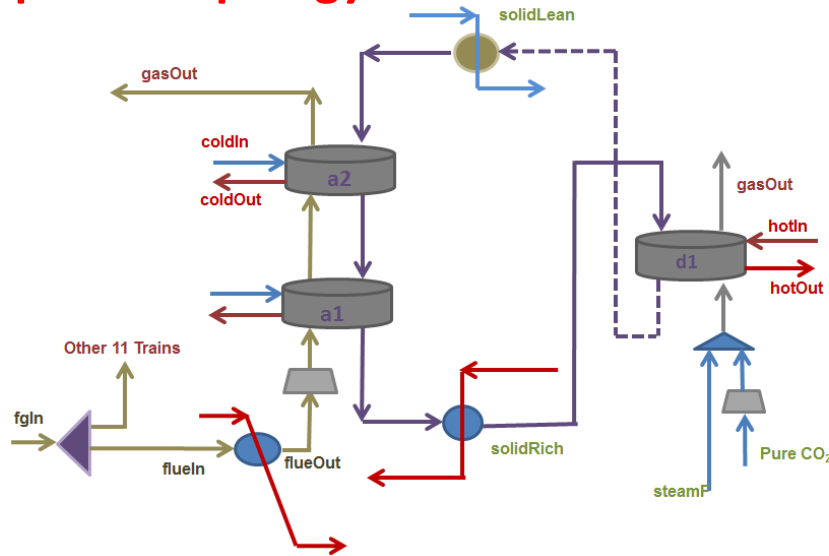 solidLean
gasOut
coldIn
a2
coldOut
gasOut
hotIn
d1
hotOut
a1
Other 11 Trains
fgIn
flueIn
flueOut
solidRich
Pure CO₂
steamF